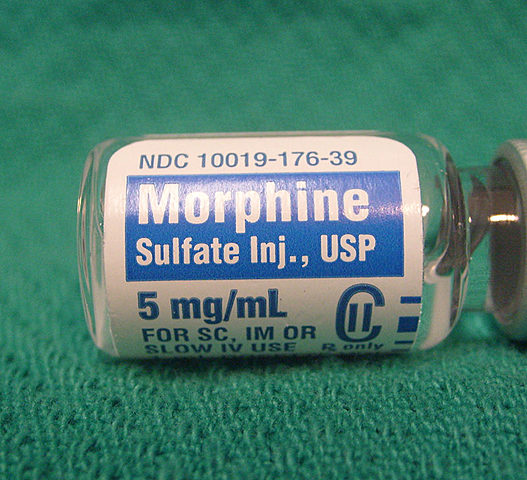 NDC 10019-176-39
Morphine
Sulfate Inj., USP
5 mg/mL
CII
FOR SC, IM OR
SLOW IV USE
Rx only